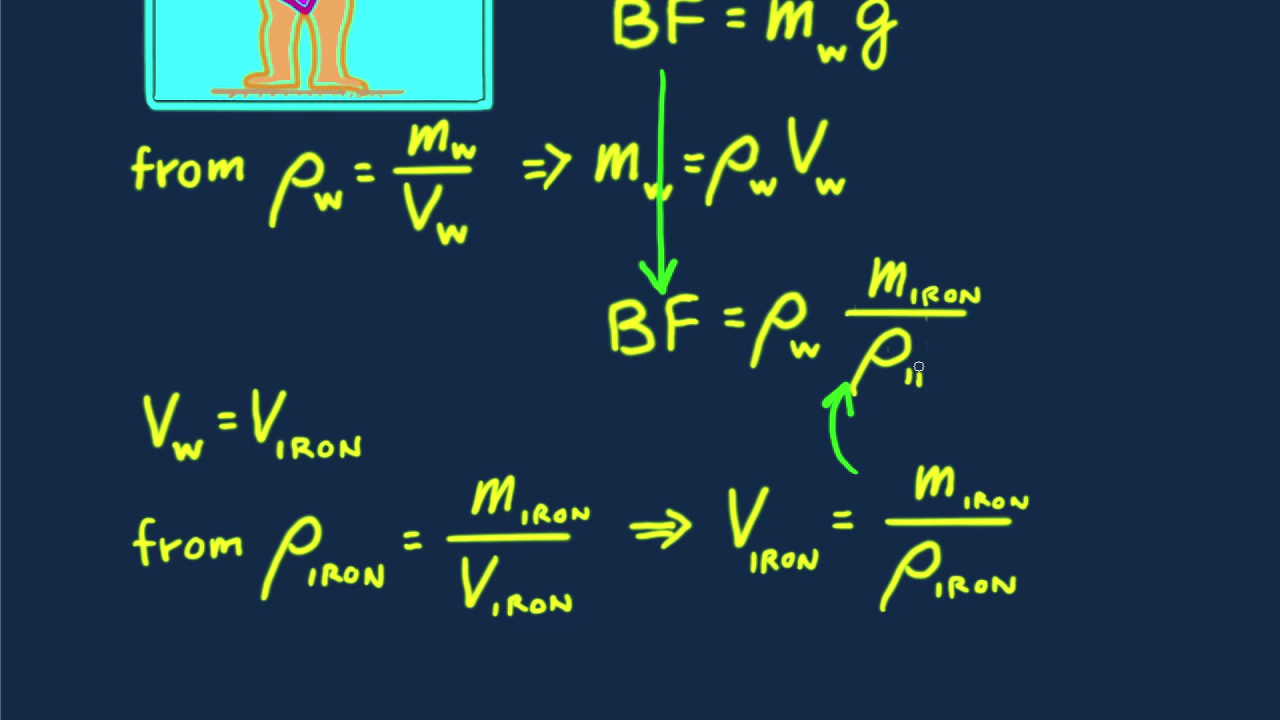 BF = m_w g
from ρ_w = m_w / V_w ⇒ m_w = ρ_w V_w
BF = ρ_w m_IRON / ρ_II
V_w = V_IRON
from ρ_IRON = m_IRON / V_IRON ⇒ V_IRON = m_IRON / ρ_IRON